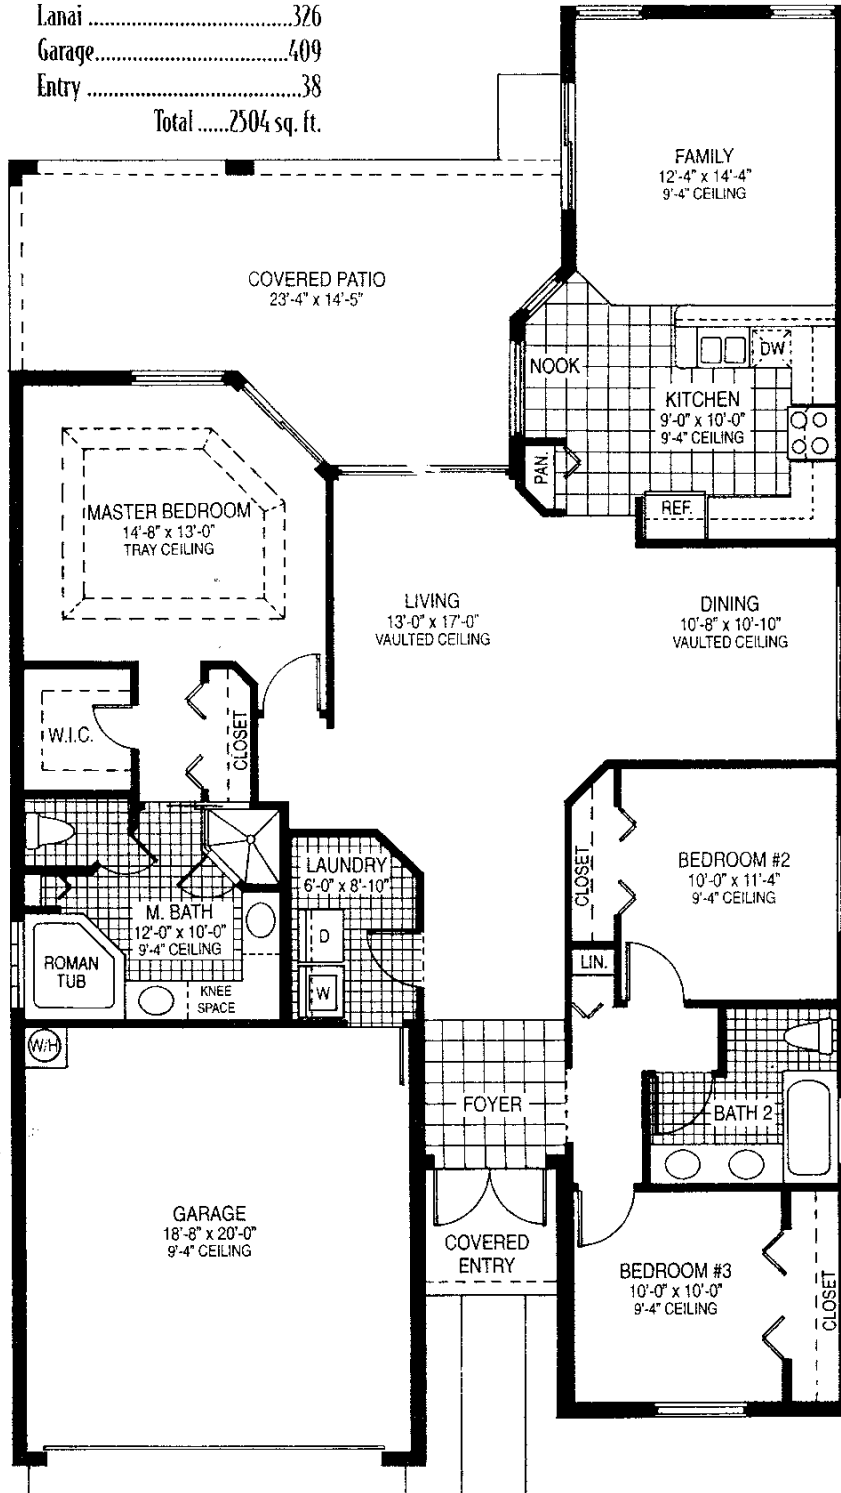 Lanai ..............................326
Garage............................409
Entry ...............................38
Total ......2504 sq. ft.
FAMILY
12'-4" x 14'-4"
9'-4" CEILING
COVERED PATIO
23'-4" x 14'-5"
NOOK
DW
KITCHEN
9'-0" x 10'-0"
9'-4" CEILING
PAN.
REF.
MASTER BEDROOM
14'-8" x 13'-0"
TRAY CEILING
LIVING
13'-0" x 17'-0"
VAULTED CEILING
DINING
10'-8" x 10'-10"
VAULTED CEILING
W.I.C.
CLOSET
LAUNDRY
6'-0" x 8'-10"
CLOSET
BEDROOM #2
10'-0" x 11'-4"
9'-4" CEILING
M. BATH
12'-0" x 10'-0"
9'-4" CEILING
D
ROMAN
TUB
KNEE
SPACE
W
LIN.
W/H
FOYER
BATH 2
GARAGE
18'-8" x 20'-0"
9'-4" CEILING
COVERED
ENTRY
BEDROOM #3
10'-0" x 10'-0"
9'-4" CEILING
CLOSET